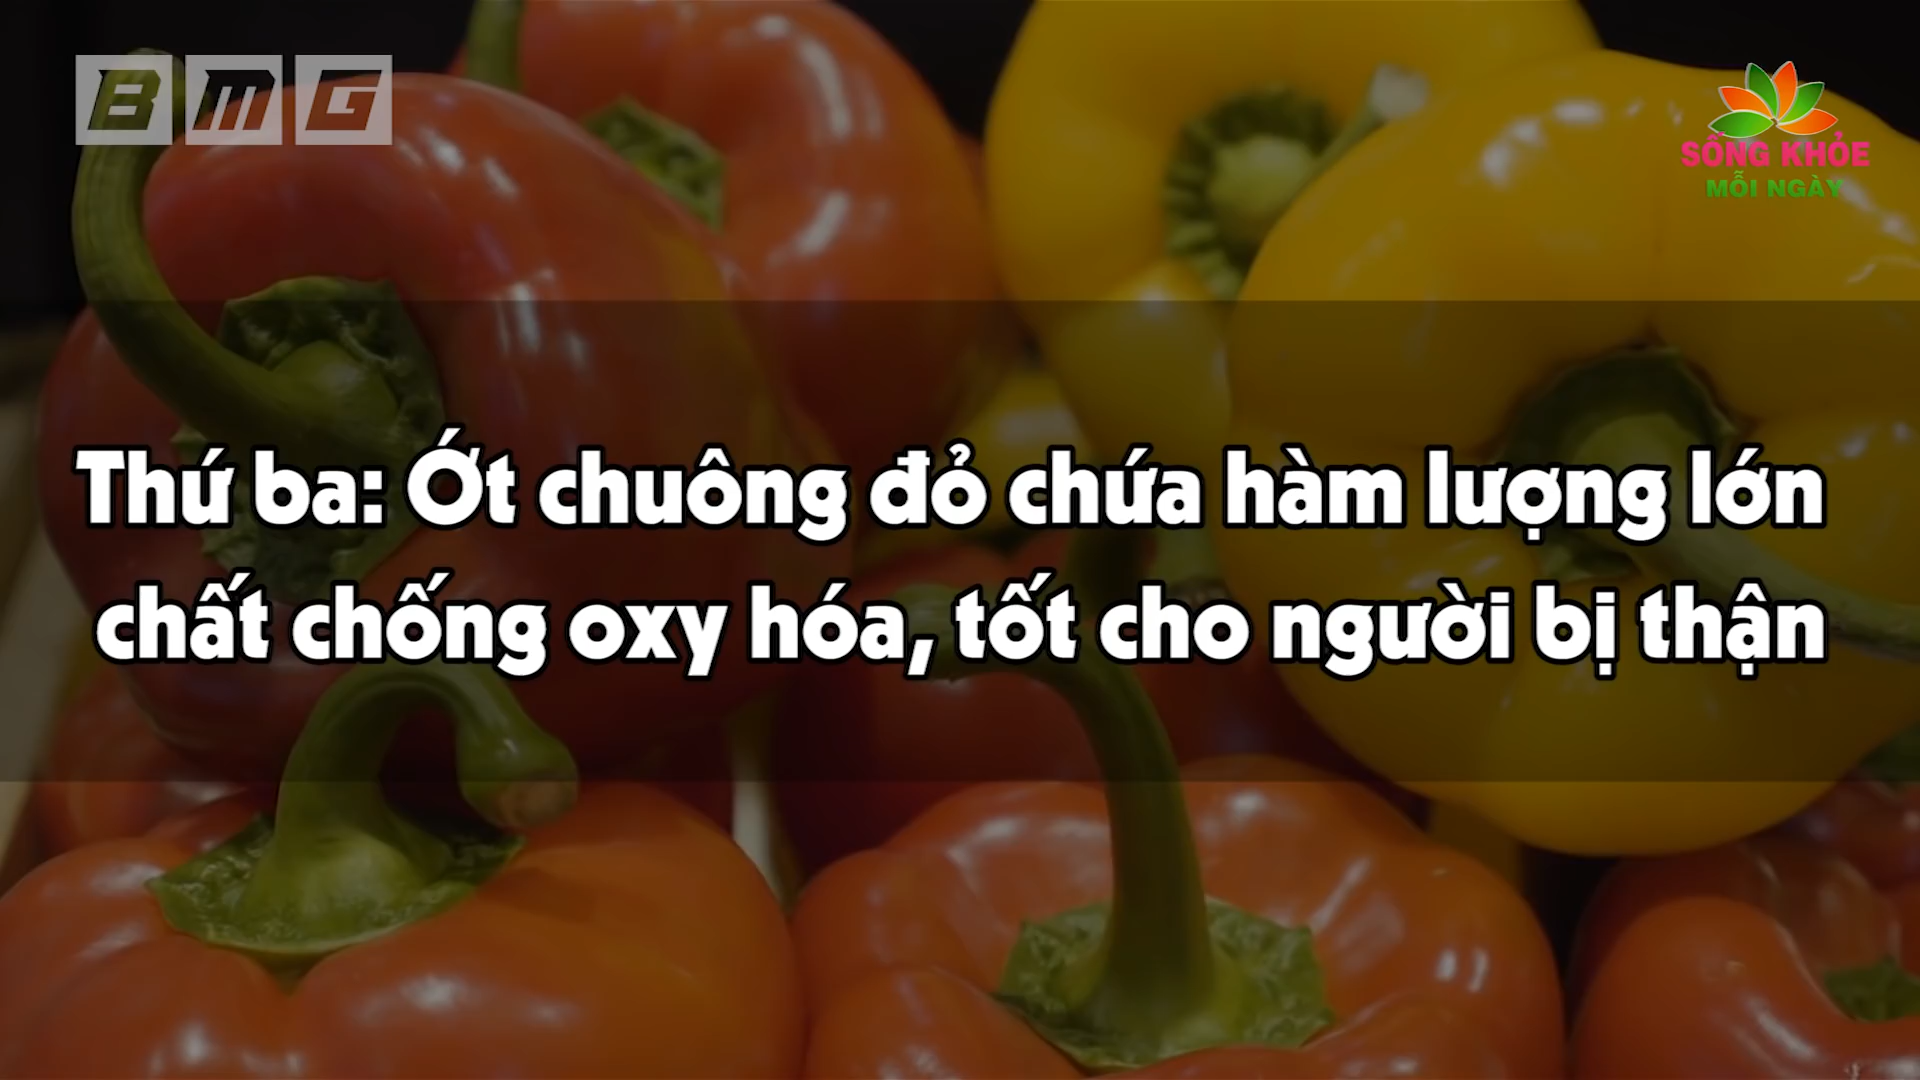 BMG
SỐNG KHỎE
MỖI NGÀY
Thứ ba: Ớt chuông đỏ chứa hàm lượng lớn
chất chống oxy hóa, tốt cho người bị thận